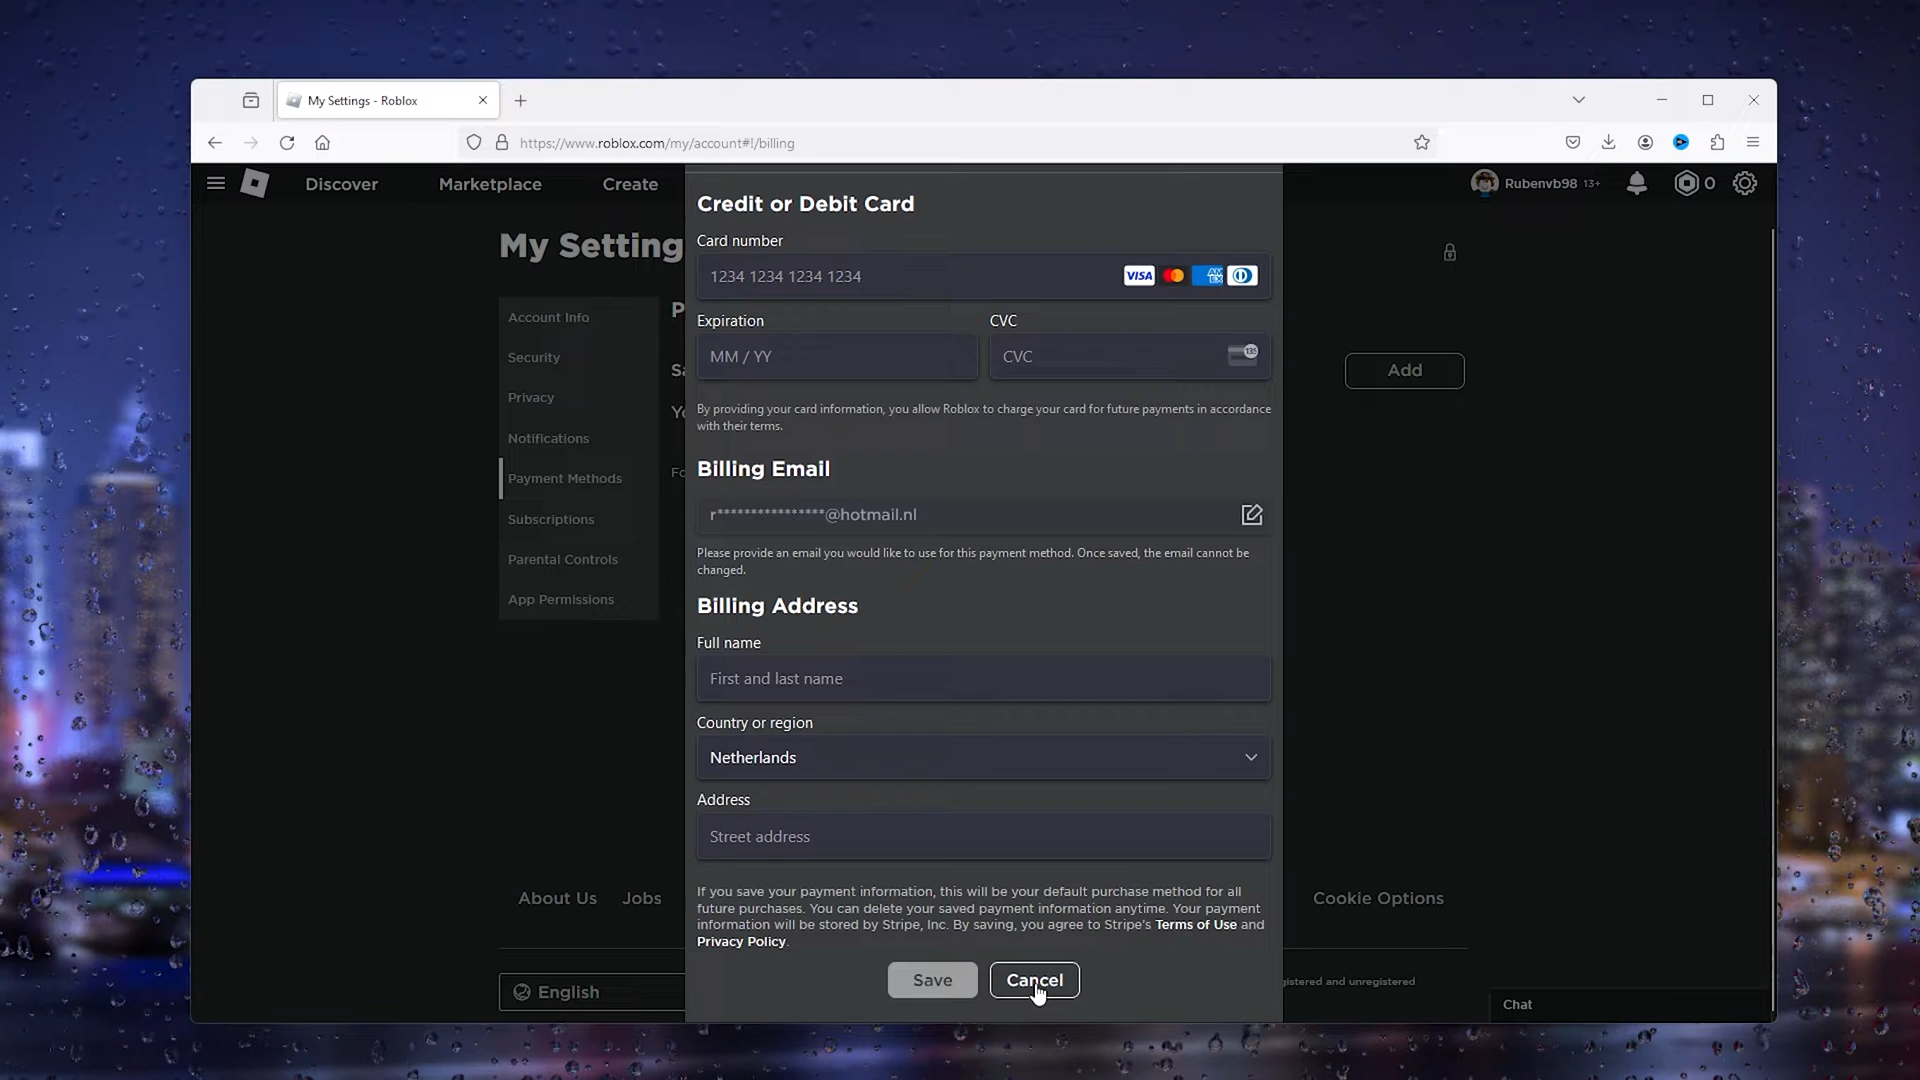 My Settings - Roblox
https://www.roblox.com/my/account#!/billing
Discover
Marketplace
Create
Rubenvb98 13+
0
My Setting
Account Info
Security
Privacy
Notifications
Payment Methods
Subscriptions
Parental Controls
App Permissions
P
Sa
Yo
Fo
Add
Credit or Debit Card
Card number
1234 1234 1234 1234
VISA
AM
EX
Expiration
CVC
MM / YY
CVC
135
By providing your card information, you allow Roblox to charge your card for future payments in accordance
with their terms.
Billing Email
r****************@hotmail.nl
Please provide an email you would like to use for this payment method. Once saved, the email cannot be
changed.
Billing Address
Full name
First and last name
Country or region
Netherlands
Address
Street address
If you save your payment information, this will be your default purchase method for all
future purchases. You can delete your saved payment information anytime. Your payment
information will be stored by Stripe, Inc. By saving, you agree to Stripe's Terms of Use and
Privacy Policy.
Save
Cancel
About Us
Jobs
Cookie Options
English
gistered and unregistered
Chat